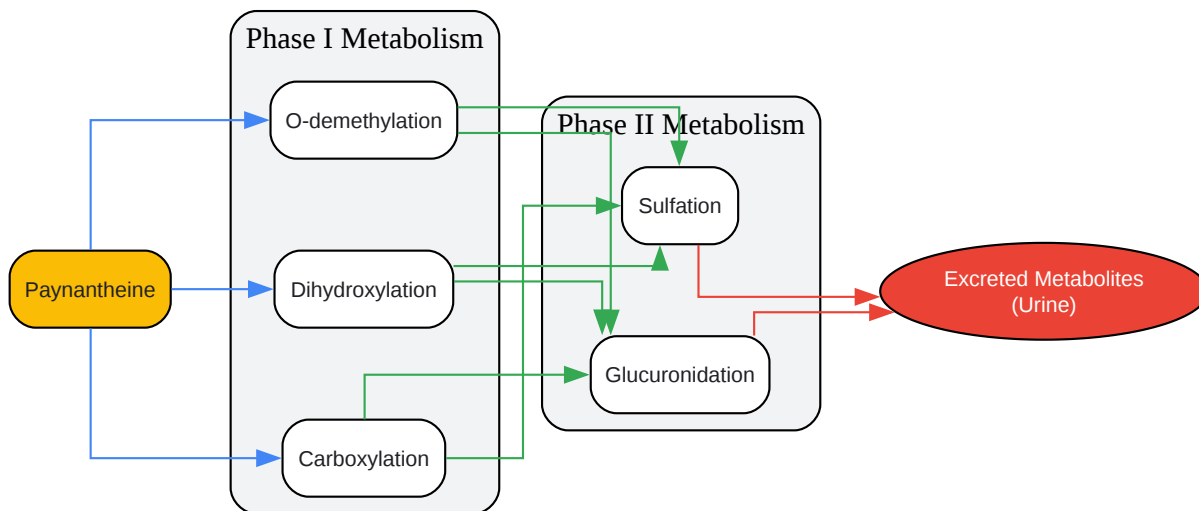 Phase I Metabolism
O-demethylation
Phase II Metabolism
Sulfation
Paynantheine
Dihydroxylation
Excreted Metabolites
(Urine)
Glucuronidation
Carboxylation